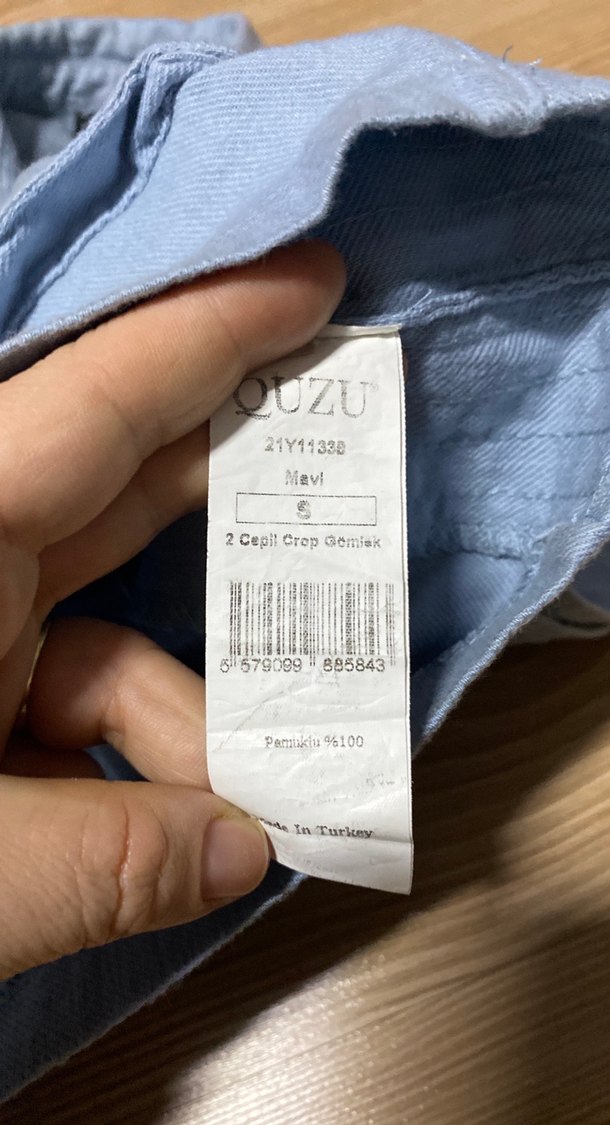 QUZU
21Y11338
Mavi
S
2 Cepli Crop Gömlek
5 579099 885843
Pamuklu %100
Made In Turkey